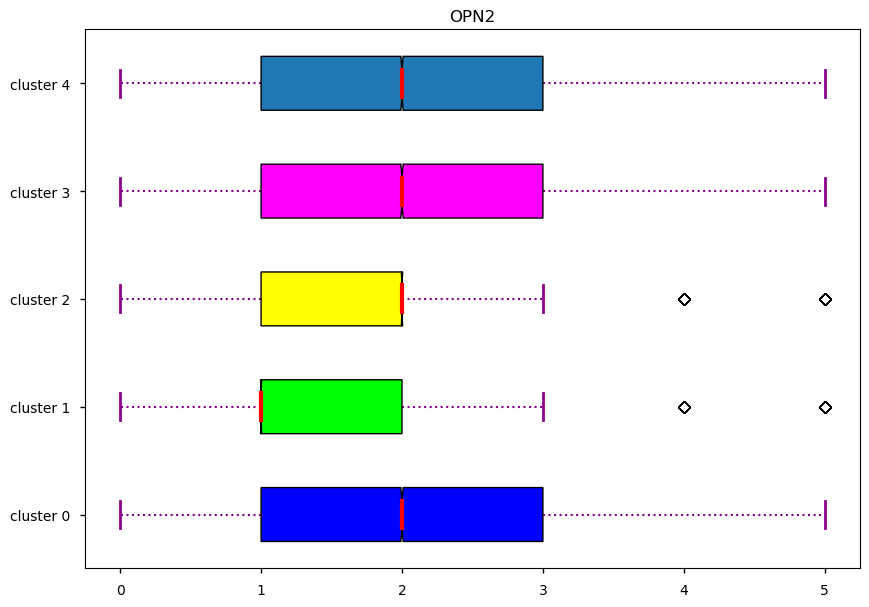 OPN2
cluster 4
cluster 3
cluster 2
cluster 1
cluster 0
0 1 2 3 4 5